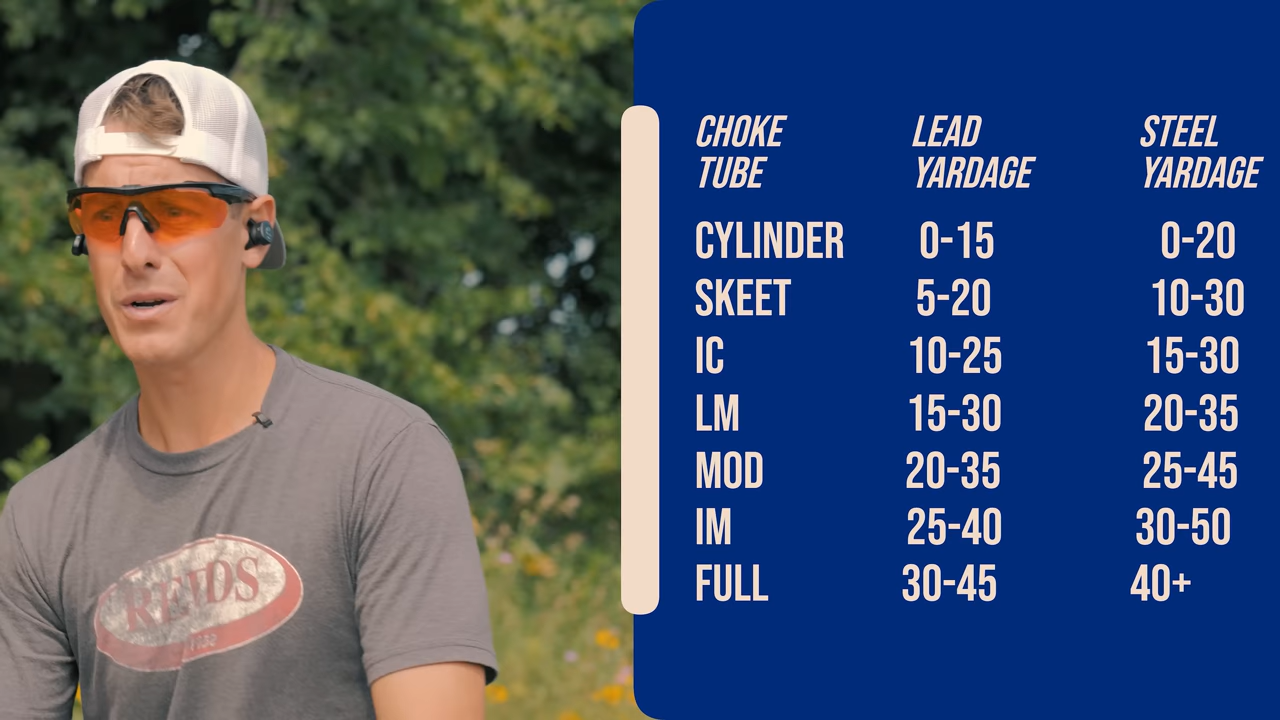 CHOKE TUBE LEAD YARDAGE STEEL YARDAGE
CYLINDER 0-15 0-20
SKEET 5-20 10-30
IC 10-25 15-30
LM 15-30 20-35
MOD 20-35 25-45
IM 25-40 30-50
FULL 30-45 40+